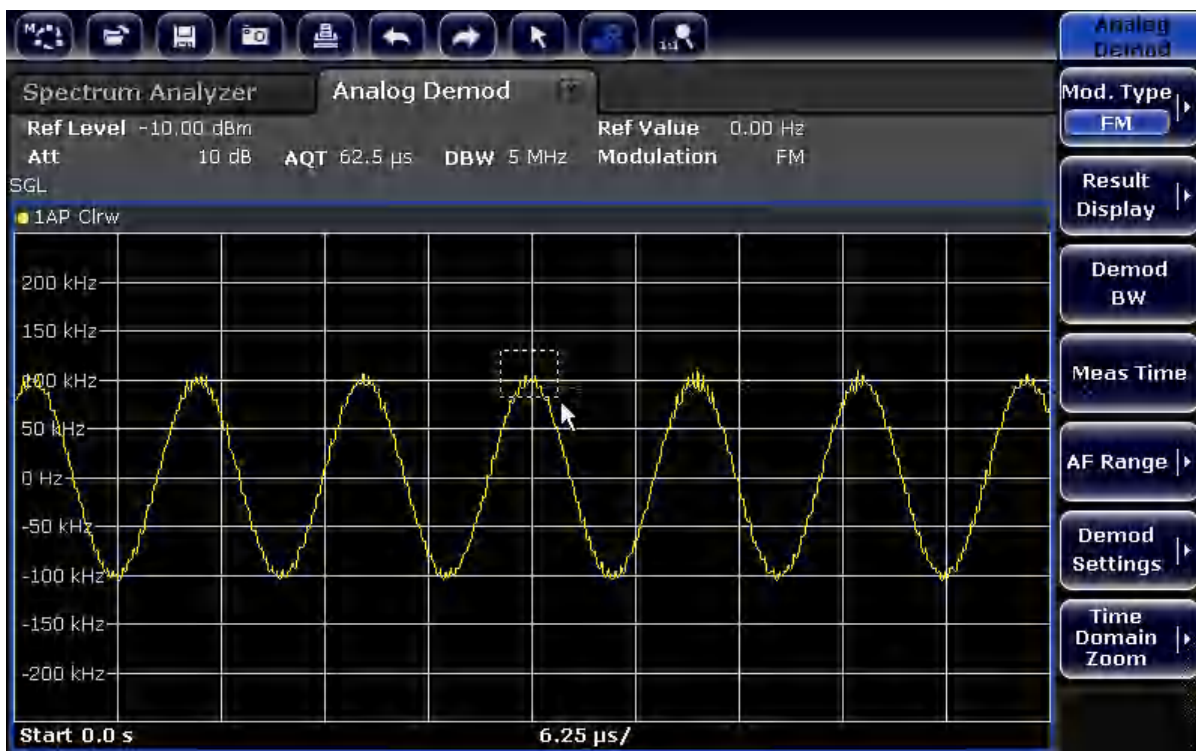 Analog
Demod
Spectrum Analyzer
Analog Demod
Ref Level -10.00 dBm
Ref Value 0.00 Hz
Att 10 dB AQT 62.5 µs DBW 5 MHz Modulation FM
SGL
1AP Clrw
200 kHz
150 kHz
100 kHz
50 kHz
0 Hz
-50 kHz
-100 kHz
-150 kHz
-200 kHz
Start 0.0 s
6.25 µs/
Mod. Type
FM
Result
Display
Demod
BW
Meas Time
AF Range
Demod
Settings
Time
Domain
Zoom